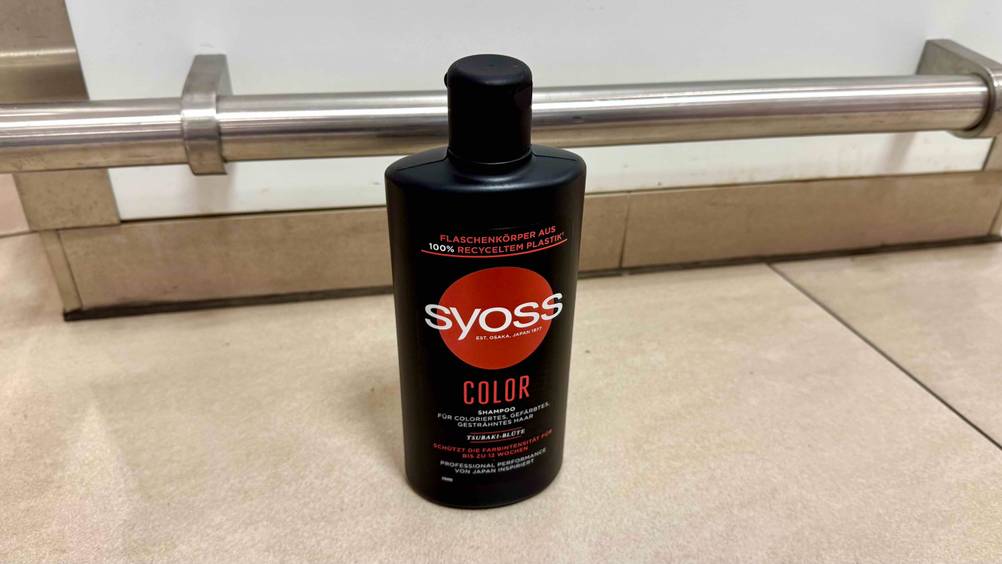 FLASCHENKÖRPER AUS
100% RECYCELTEM PLASTIK*
syoss
EST. OSAKA, JAPAN 1977
COLOR
SHAMPOO
FÜR COLORIERTES, GEFÄRBTES,
GESTRÄHNTES HAAR
TSUBAKI-BLÜTE
SCHÜTZT DIE FARBINTENSITÄT FÜR
BIS ZU 12 WOCHEN
PROFESSIONAL PERFORMANCE
VON JAPAN INSPIRIERT